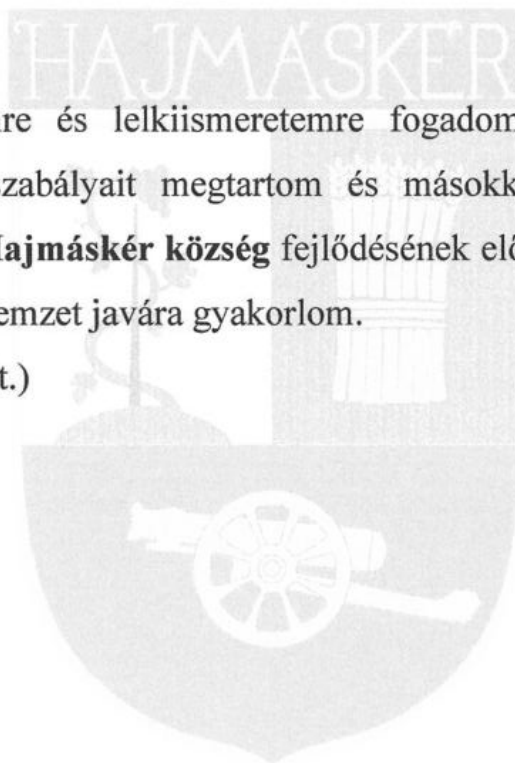 HAJMÁSKÉR
re és lelkiismeretemre fogadom
szabályait megtartom és másokk
Hajmáskér község fejlődésének elő
emzet javára gyakorlom.
t.)